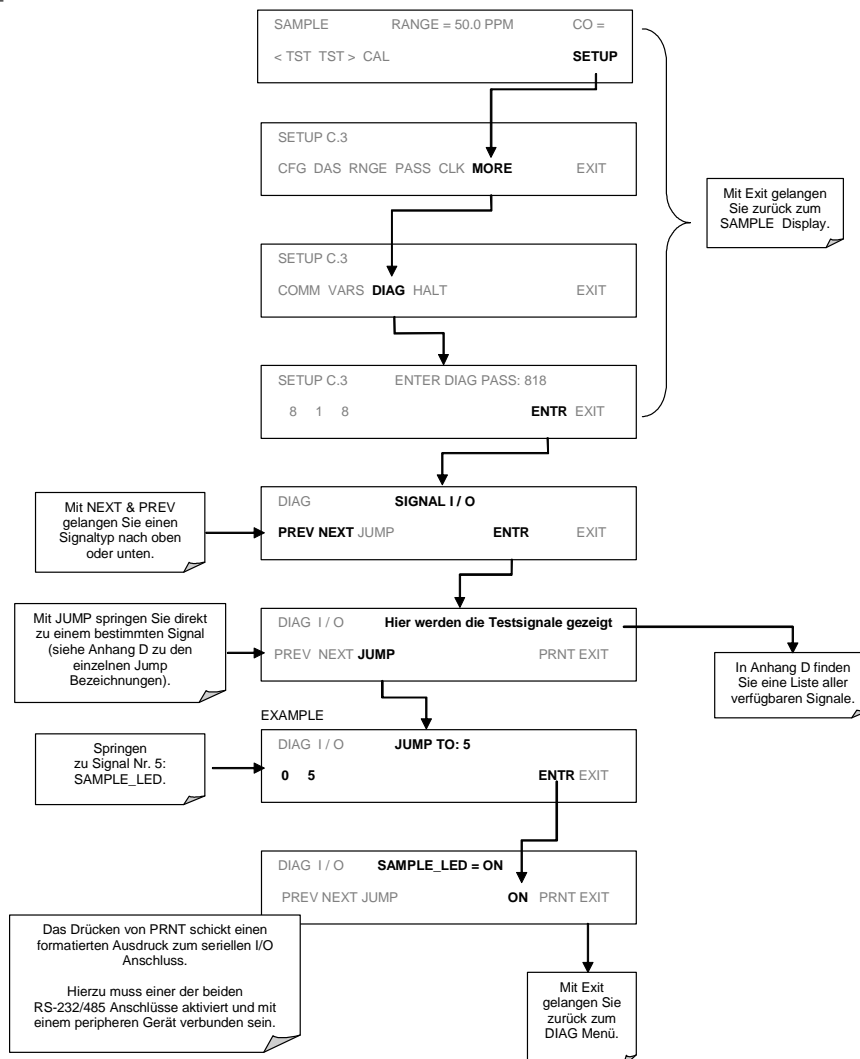 SAMPLE RANGE = 50.0 PPM CO =
< TST TST > CAL SETUP
SETUP C.3
CFG DAS RNGE PASS CLK MORE EXIT
Mit Exit gelangen
Sie zurück zum
SAMPLE Display.
SETUP C.3
COMM VARS DIAG HALT EXIT
SETUP C.3 ENTER DIAG PASS: 818
8 1 8 ENTR EXIT
Mit NEXT & PREV
gelangen Sie einen
Signaltyp nach oben
oder unten.
DIAG SIGNAL I / O
PREV NEXT JUMP ENTR EXIT
Mit JUMP springen Sie direkt
zu einem bestimmten Signal
(siehe Anhang D zu den
einzelnen Jump
Bezeichnungen).
DIAG I / O Hier werden die Testsignale gezeigt
PREV NEXT JUMP PRNT EXIT
In Anhang D finden
Sie eine Liste aller
verfügbaren Signale.
EXAMPLE
Springen
zu Signal Nr. 5:
SAMPLE_LED.
DIAG I / O JUMP TO: 5
0 5 ENTR EXIT
DIAG I / O SAMPLE_LED = ON
PREV NEXT JUMP ON PRNT EXIT
Das Drücken von PRNT schickt einen
formatierten Ausdruck zum seriellen I/O
Anschluss.
Hierzu muss einer der beiden
RS-232/485 Anschlüsse aktiviert und mit
einem peripheren Gerät verbunden sein.
Mit Exit
gelangen Sie
zurück zum
DIAG Menü.